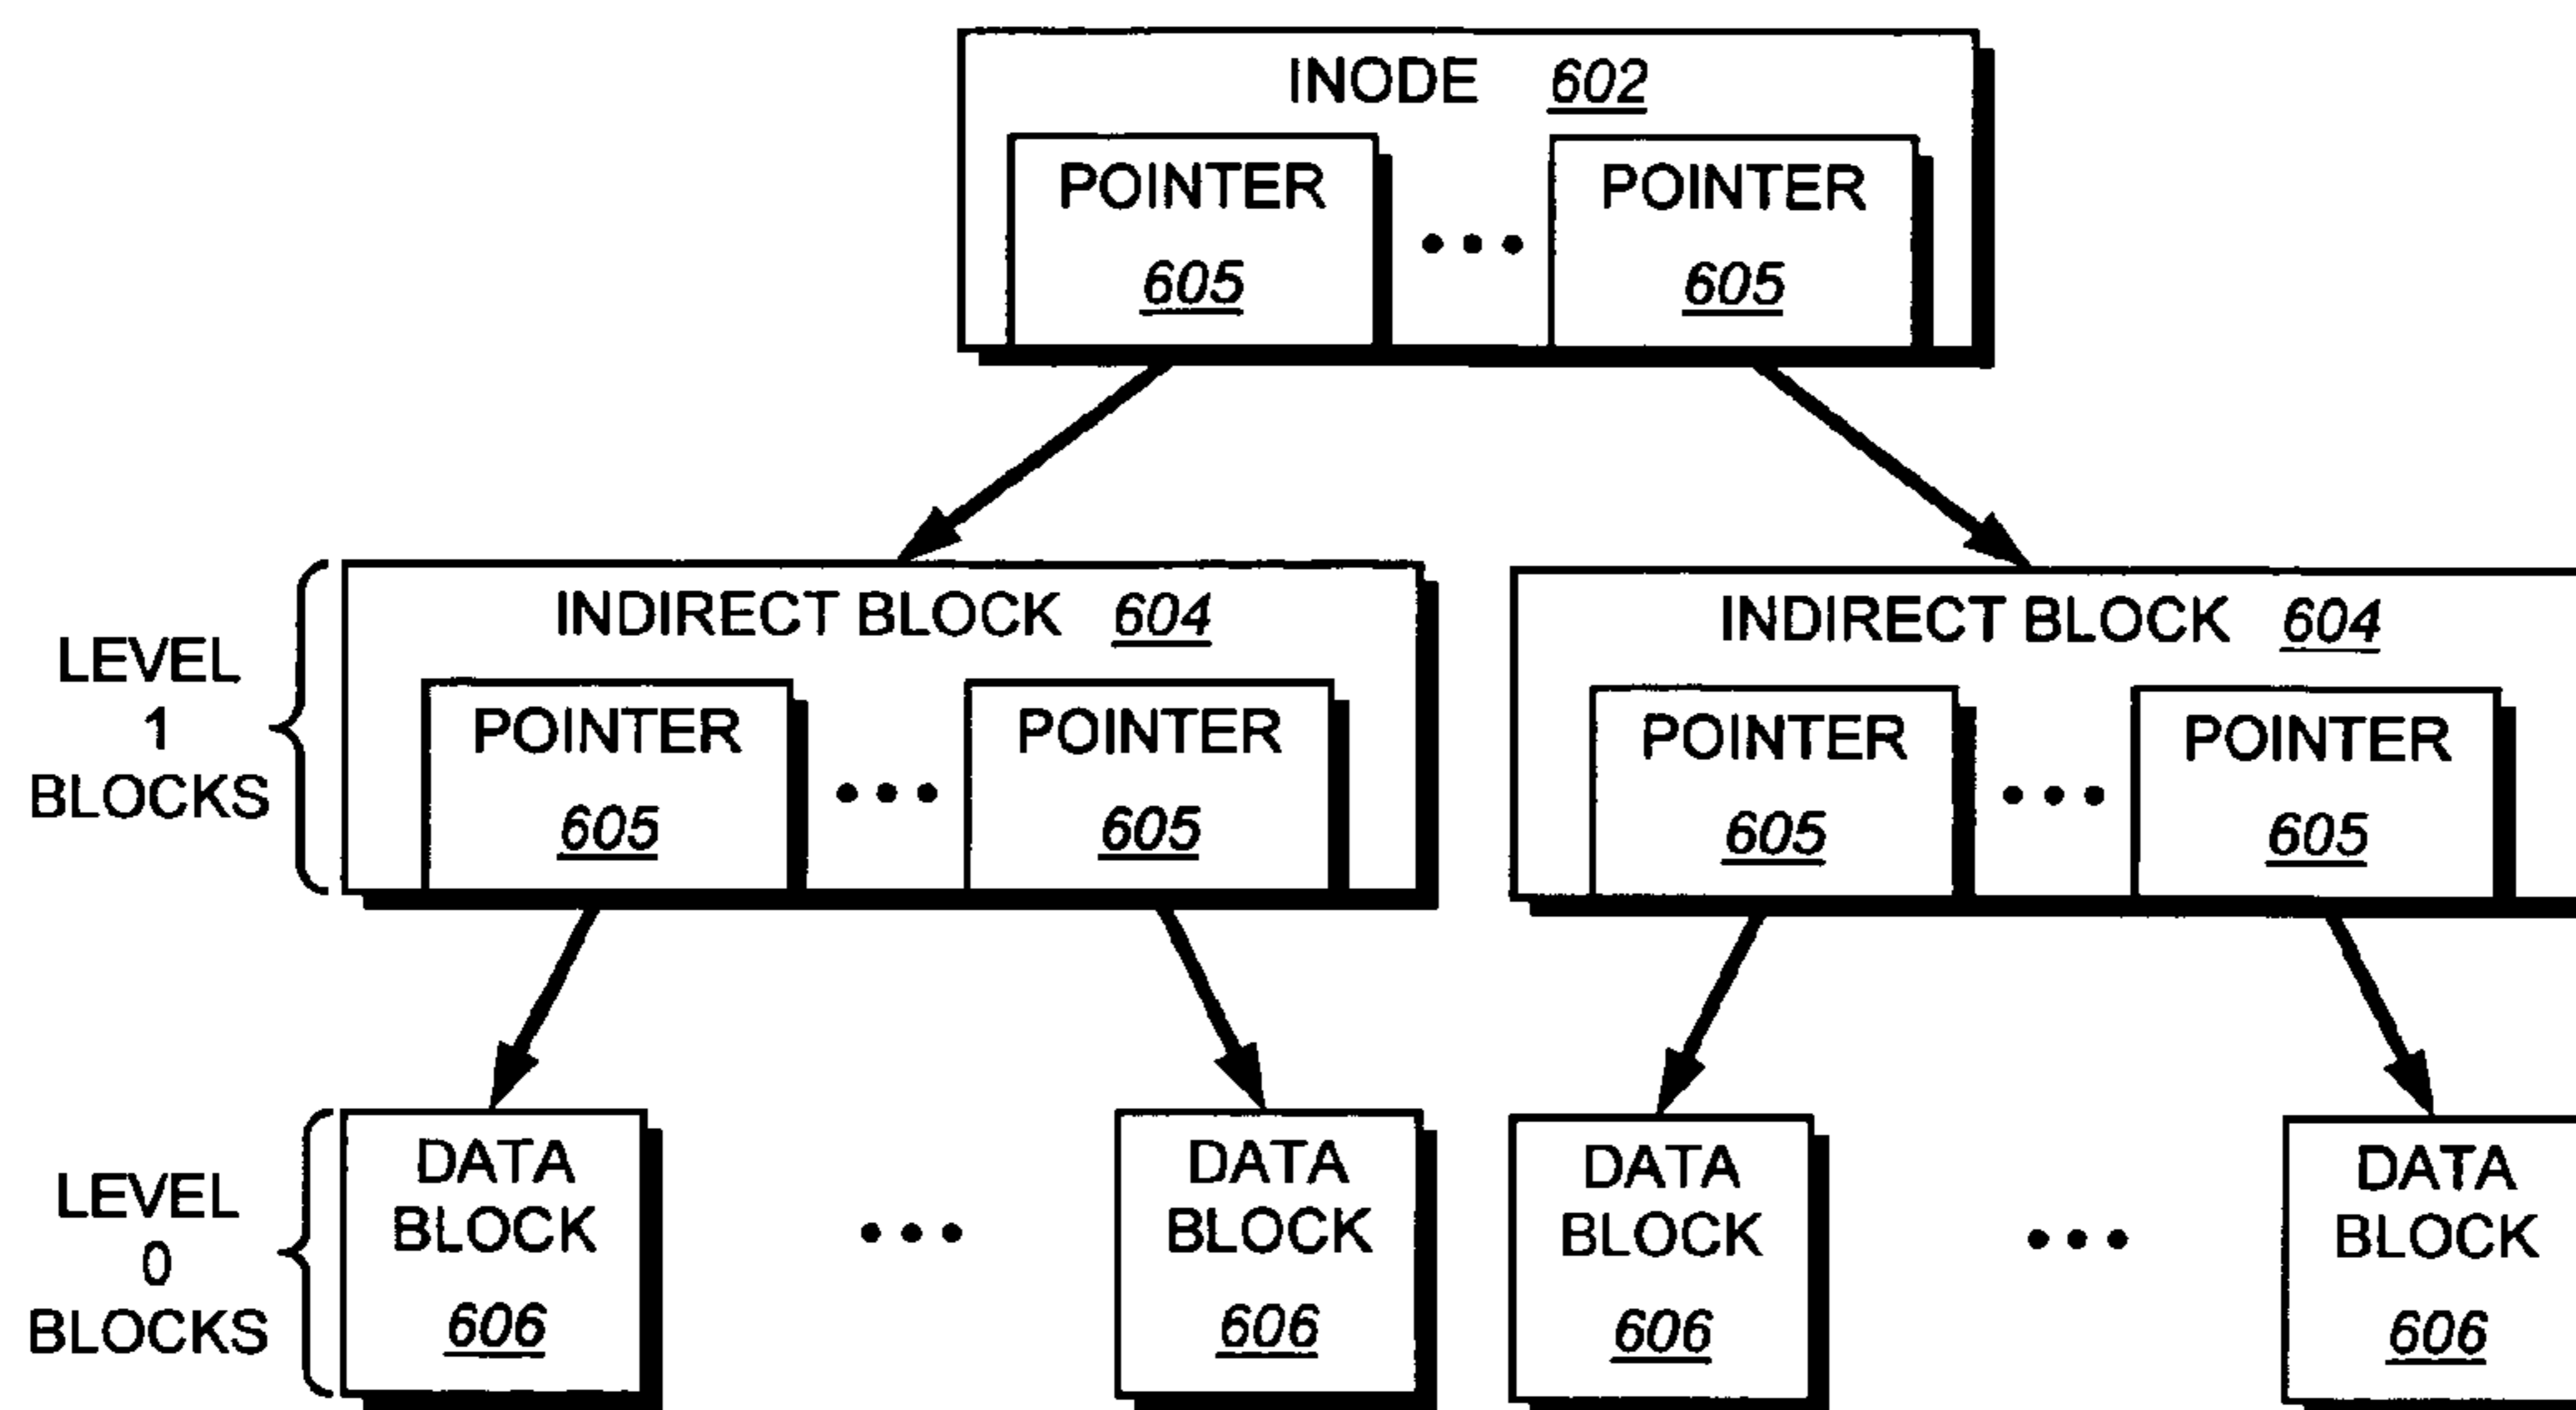 INODE 602
POINTER POINTER
605 ••• 605
INDIRECT BLOCK 604 INDIRECT BLOCK 604
LEVEL
1
BLOCKS
POINTER POINTER POINTER POINTER
605 ••• 605 605 ••• 605
LEVEL
0
BLOCKS
DATA DATA DATA DATA
BLOCK ••• BLOCK BLOCK ••• BLOCK
606 606 606 606